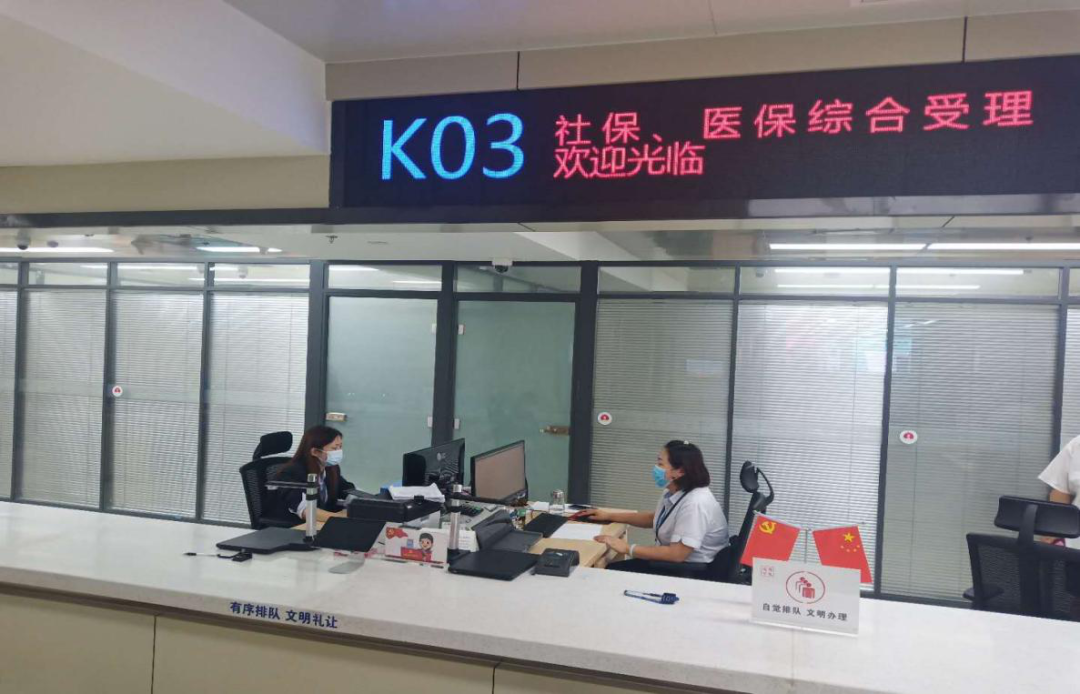 K03
社保、医保综合受理
欢迎光临
有序排队 文明礼让
自觉排队 文明办理